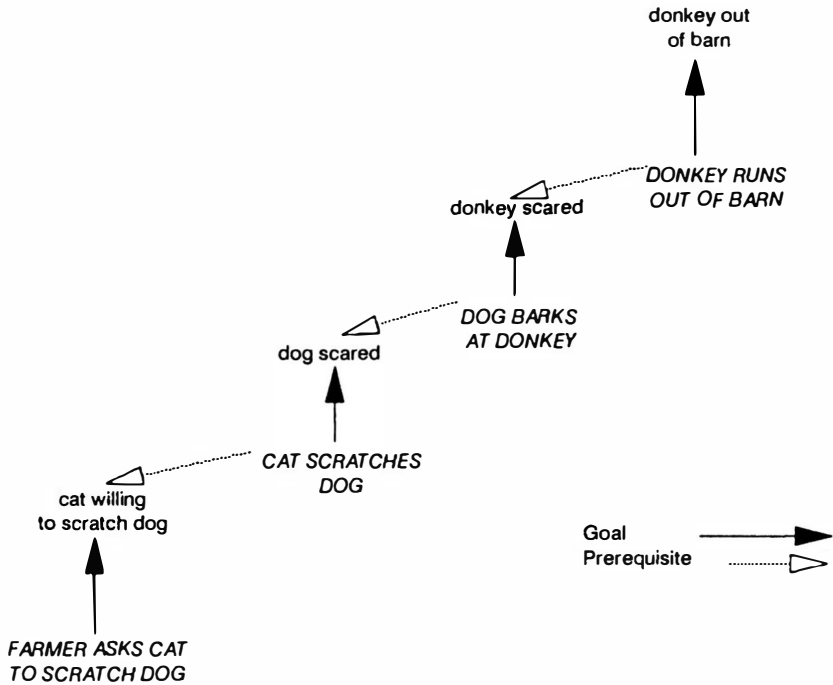 donkey out
of barn
DONKEY RUNS
OUT OF BARN
donkey scared
DOG BARKS
AT DONKEY
dog scared
CAT SCRATCHES
DOG
cat willing
to scratch dog
FARMER ASKS CAT
TO SCRATCH DOG
Goal
Prerequisite